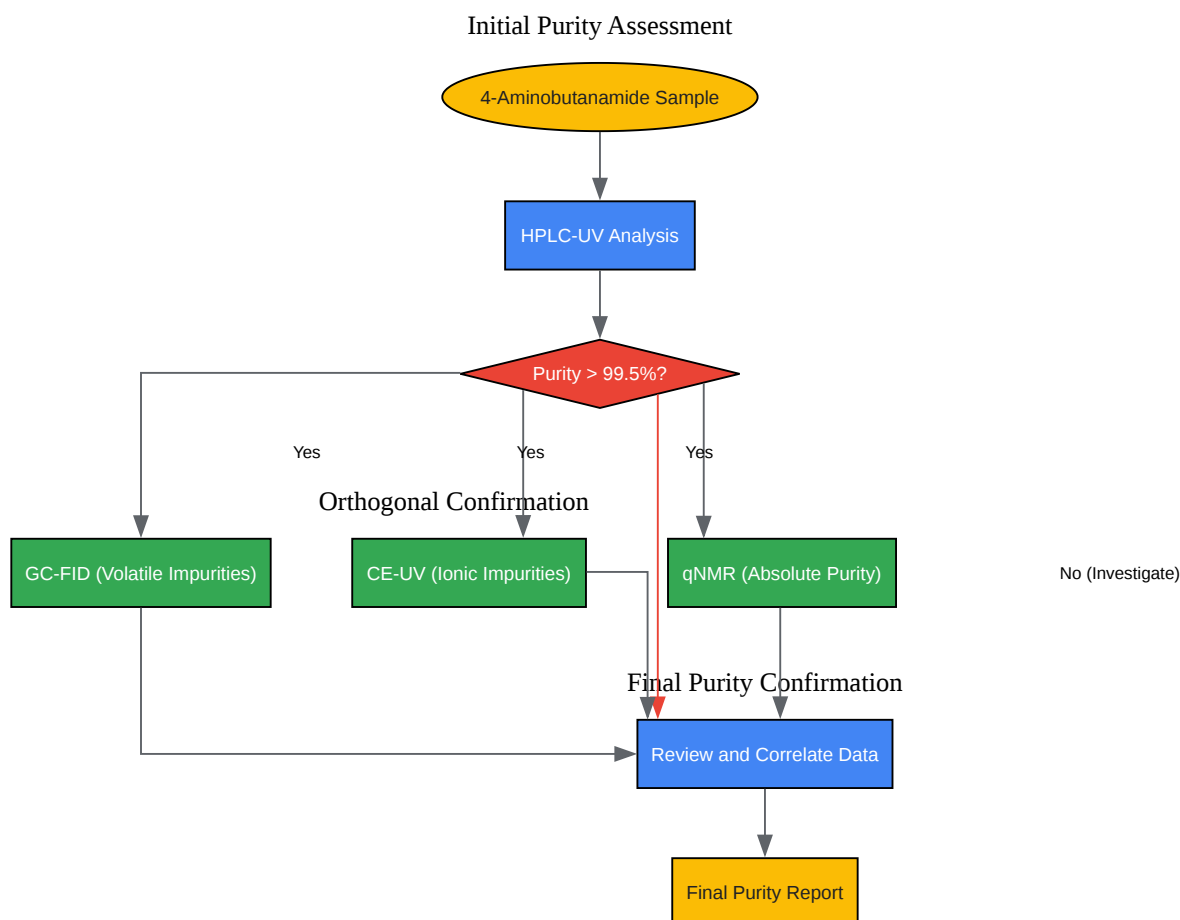 Initial Purity Assessment
4-Aminobutanamide Sample
HPLC-UV Analysis
Purity > 99.5%?
Yes
Yes
Yes
Orthogonal Confirmation
GC-FID (Volatile Impurities)
CE-UV (Ionic Impurities)
qNMR (Absolute Purity)
No (Investigate)
Final Purity Confirmation
Review and Correlate Data
Final Purity Report